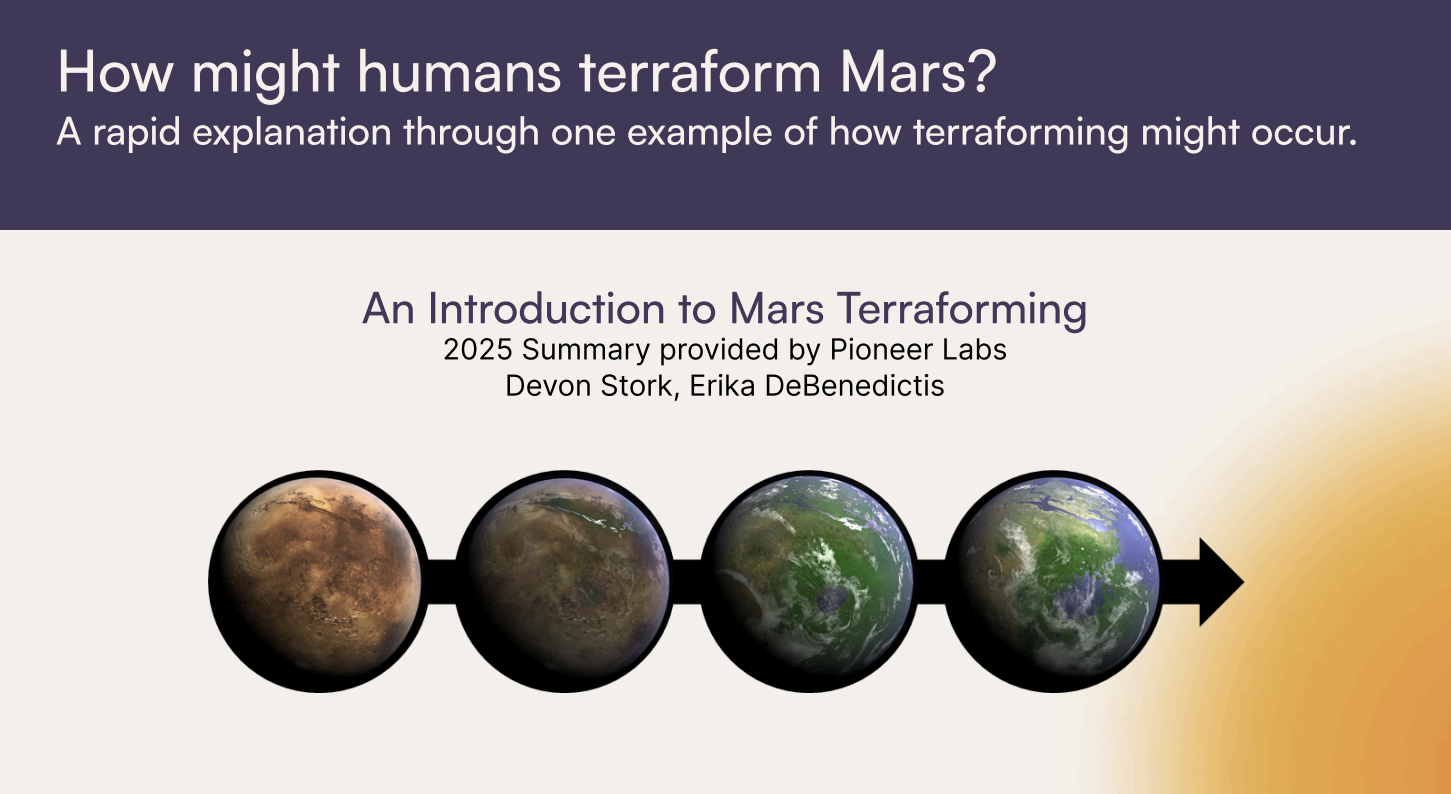 How might humans terraform Mars?
A rapid explanation through one example of how terraforming might occur.
An Introduction to Mars Terraforming
2025 Summary provided by Pioneer Labs
Devon Stork, Erika DeBenedictis